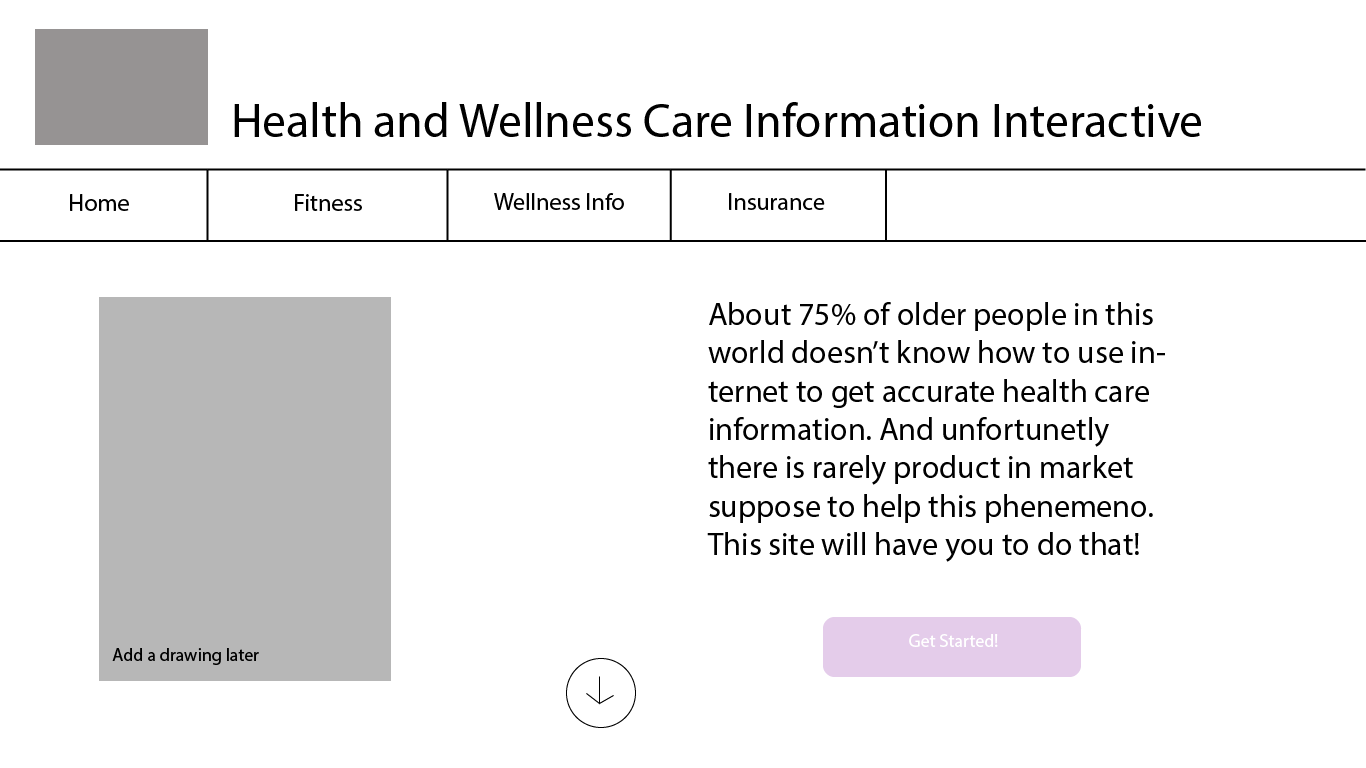 Health and Wellness Care Information Interactive
Home
Fitness
Wellness Info
Insurance
About 75% of older people in this
world doesn’t know how to use in-
ternet to get accurate health care
information. And unfortunetly
there is rarely product in market
suppose to help this phenemeno.
This site will have you to do that!
Add a drawing later
Get Started!